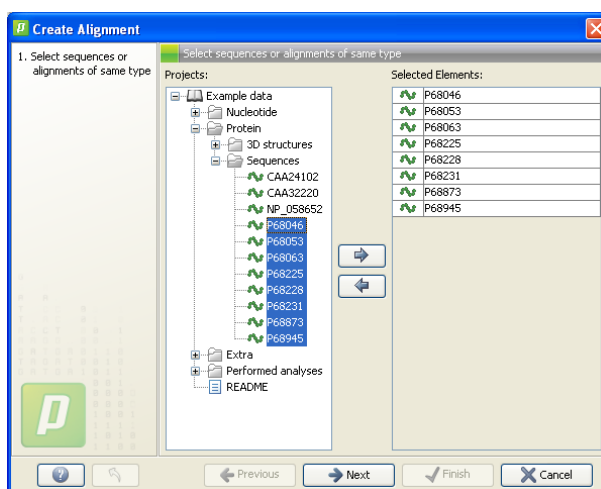 Create Alignment
1. Select sequences or
alignments of same type
Select sequences or alignments of same type
Projects:
Example data
Nucleotide
Protein
3D structures
Sequences
CAA24102
CAA32220
NP_058652
P68046
P68053
P68063
P68225
P68228
P68231
P68873
P68945
Extra
Performed analyses
README
Selected Elements:
P68046
P68053
P68063
P68225
P68228
P68231
P68873
P68945
Previous
Next
Finish
Cancel